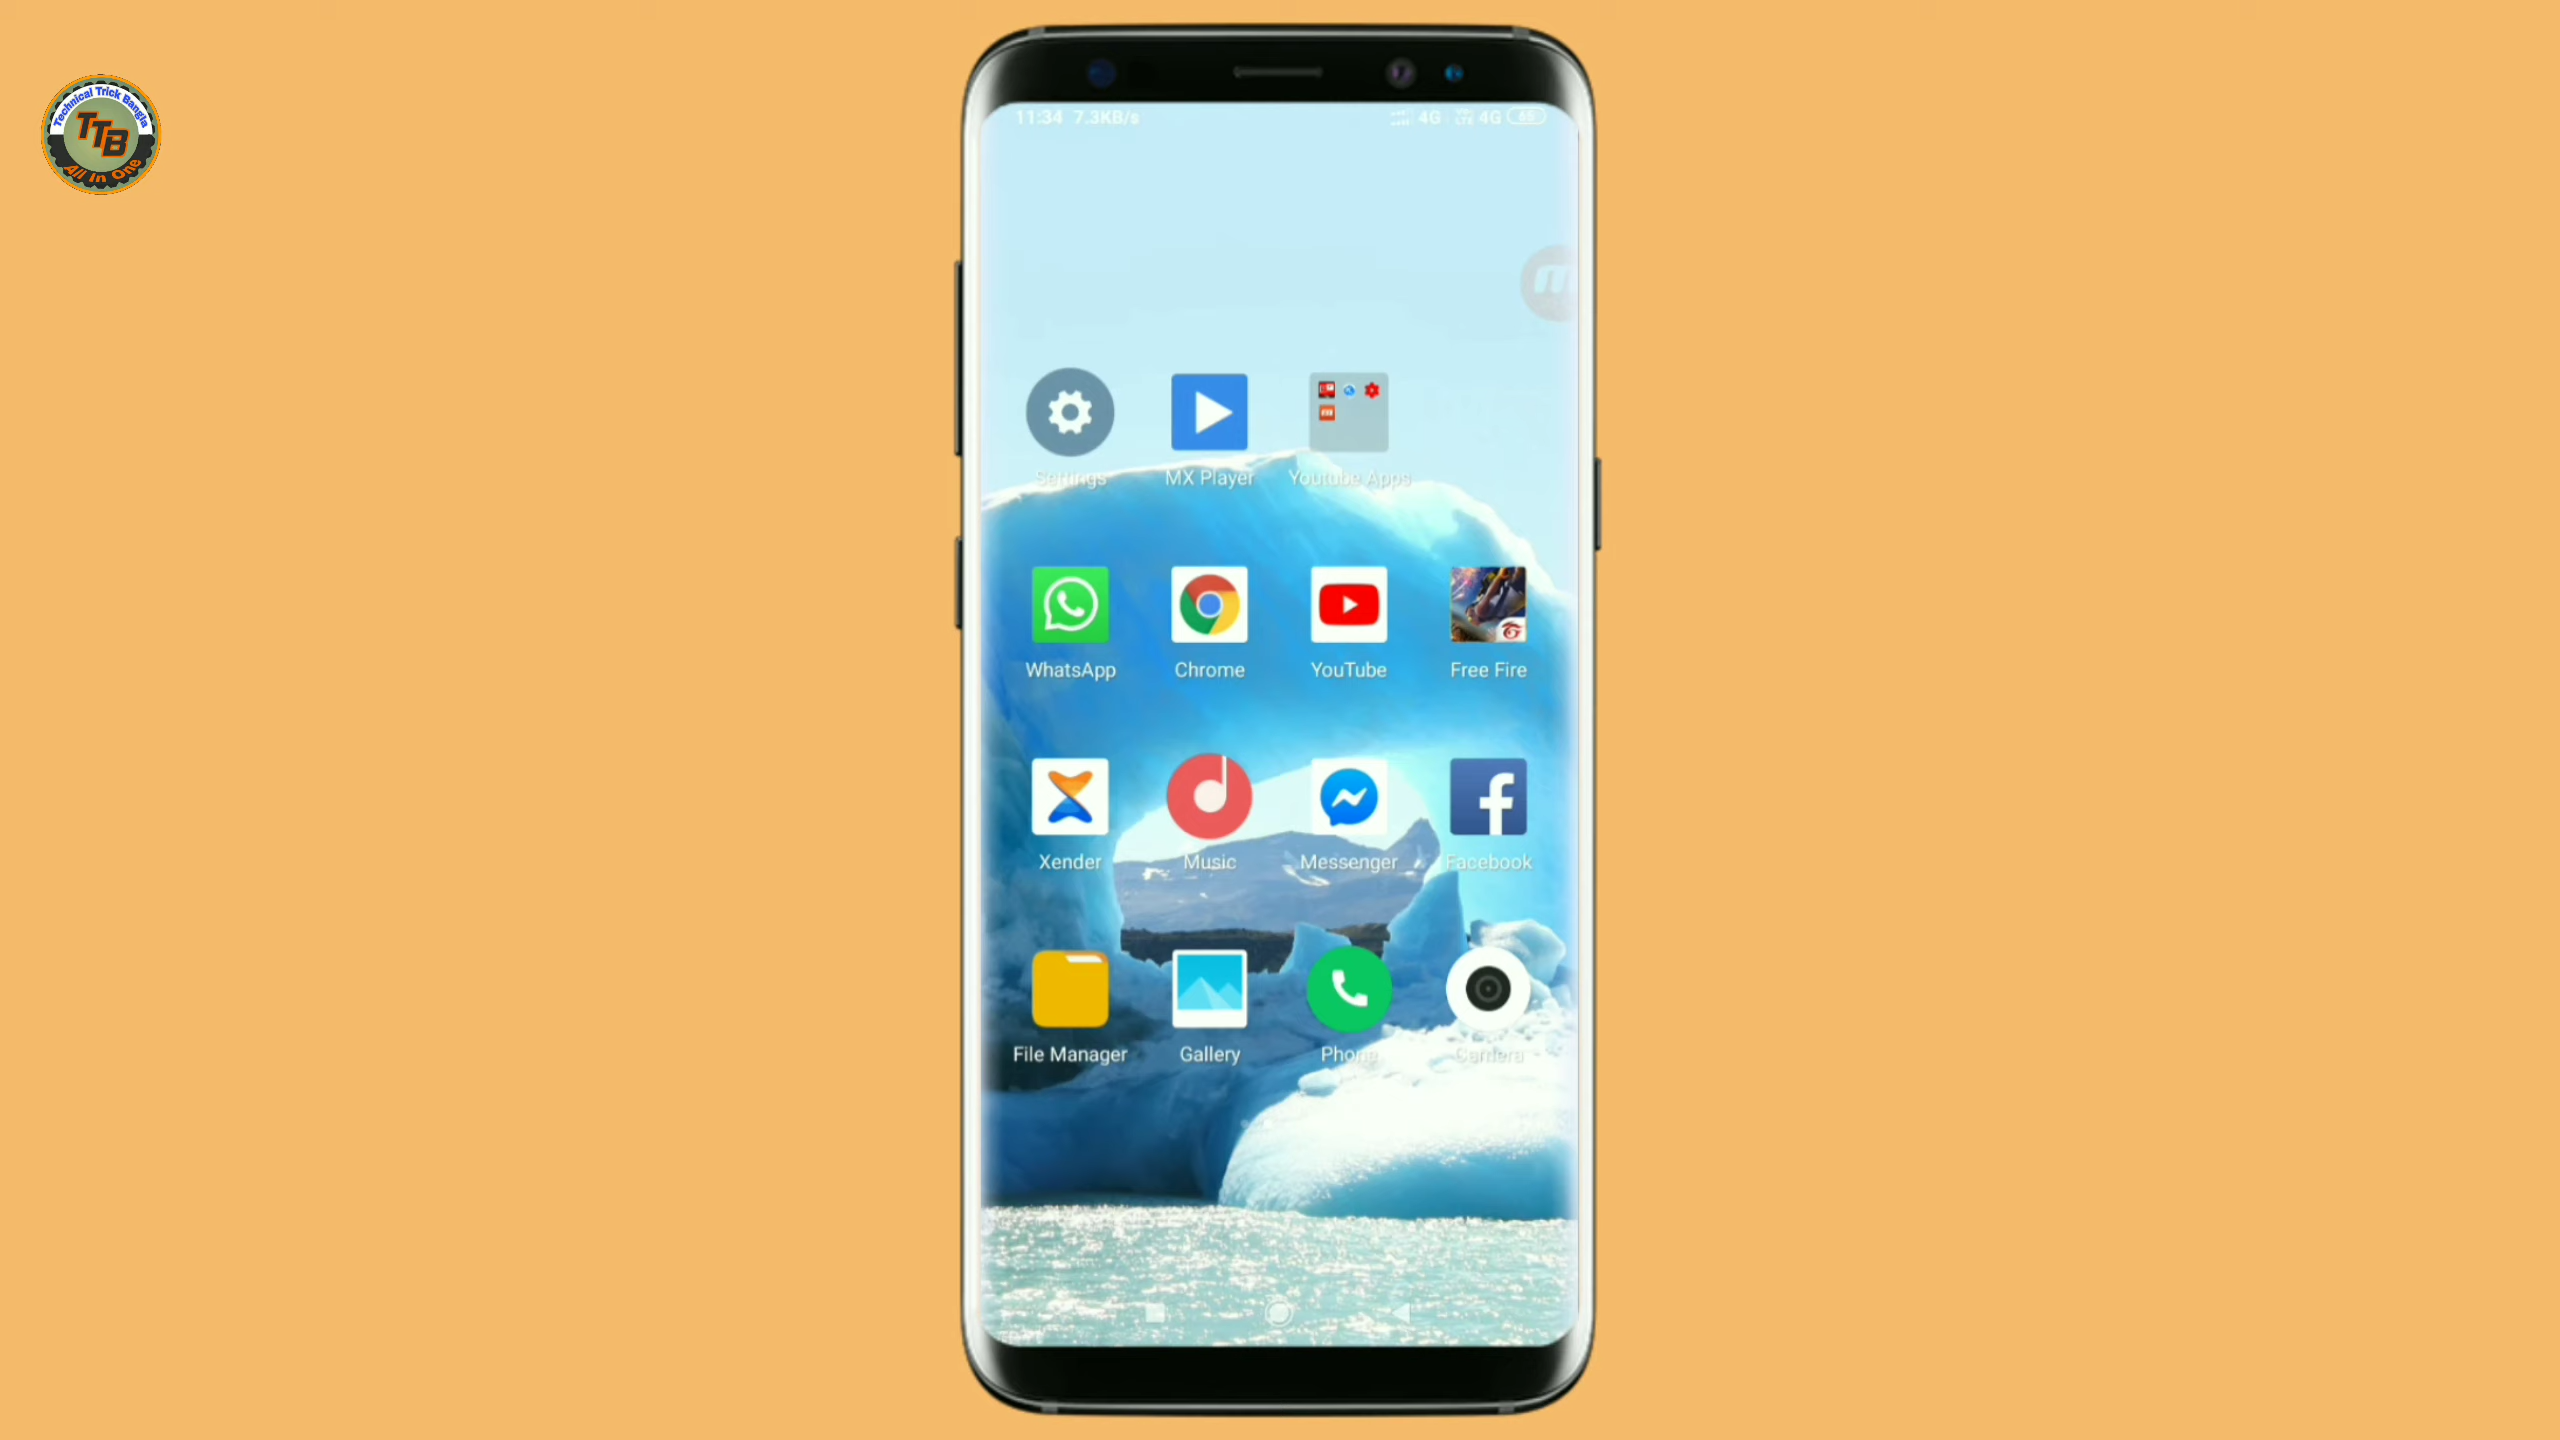 Technical Trick Bangla
TTB
All In One
11:34 7.3KB/s
4G 4G 65
Settings MX Player Youtube Apps
WhatsApp Chrome YouTube Free Fire
Xender Music Messenger Facebook
File Manager Gallery Phone Camera